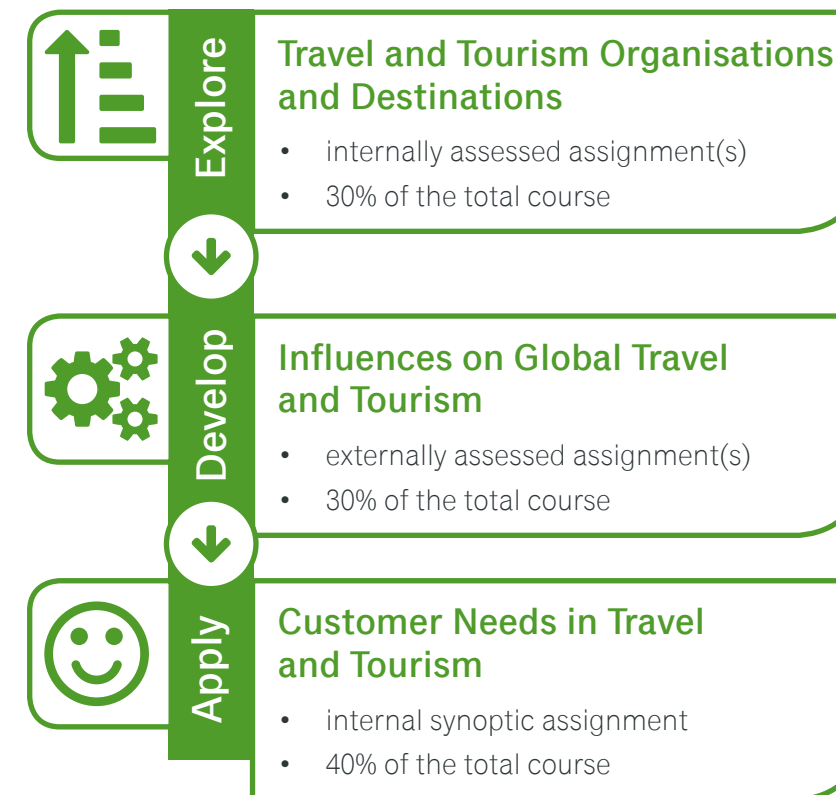 Explore
Travel and Tourism Organisations
and Destinations
• internally assessed assignment(s)
• 30% of the total course
Develop
Influences on Global Travel
and Tourism
• externally assessed assignment(s)
• 30% of the total course
Apply
Customer Needs in Travel
and Tourism
• internal synoptic assignment
• 40% of the total course